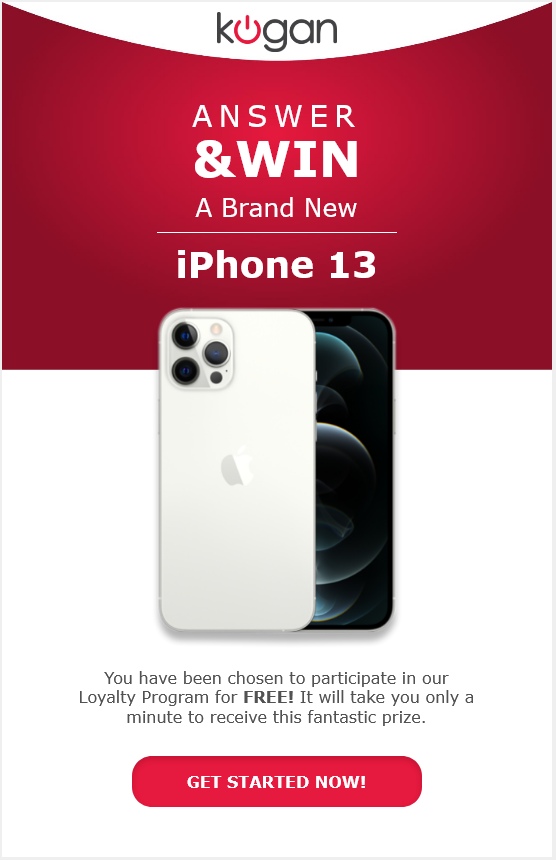 kogan
ANSWER
&WIN
A Brand New
iPhone 13
You have been chosen to participate in our
Loyalty Program for FREE! It will take you only a
minute to receive this fantastic prize.
GET STARTED NOW!